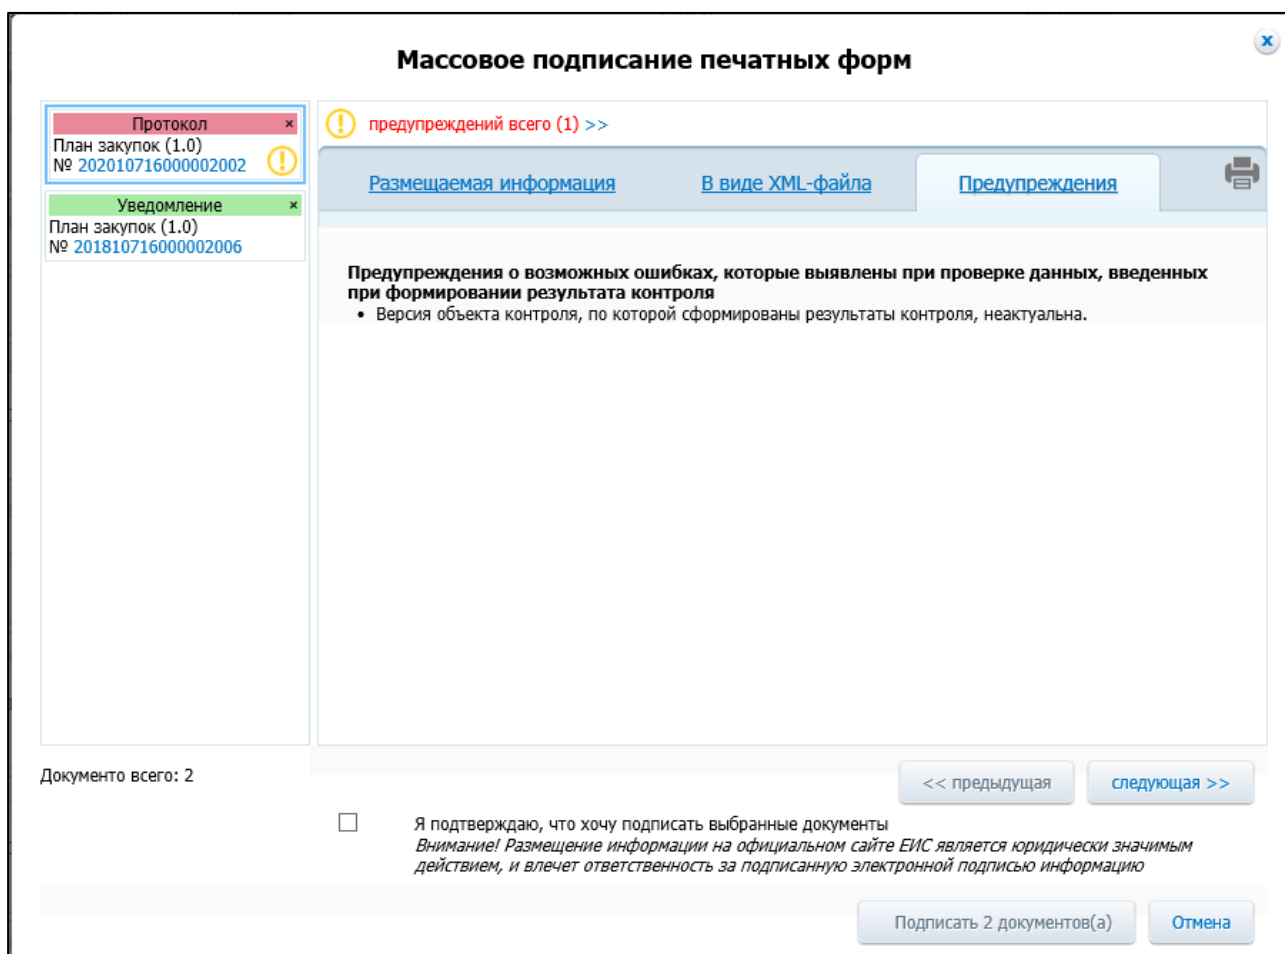 Массовое подписание печатных форм
x
Протокол ×
План закупок (1.0)
№ 202010716000002002
Уведомление ×
План закупок (1.0)
№ 201810716000002006
! предупреждений всего (1) >>
Размещаемая информация В виде XML-файла Предупреждения
Предупреждения о возможных ошибках, которые выявлены при проверке данных, введенных
при формировании результата контроля
• Версия объекта контроля, по которой сформированы результаты контроля, неактуальна.
Документо всего: 2
<< предыдущая следующая >>
Я подтверждаю, что хочу подписать выбранные документы
Внимание! Размещение информации на официальном сайте ЕИС является юридически значимым
действием, и влечет ответственность за подписанную электронной подписью информацию
Подписать 2 документов(а) Отмена